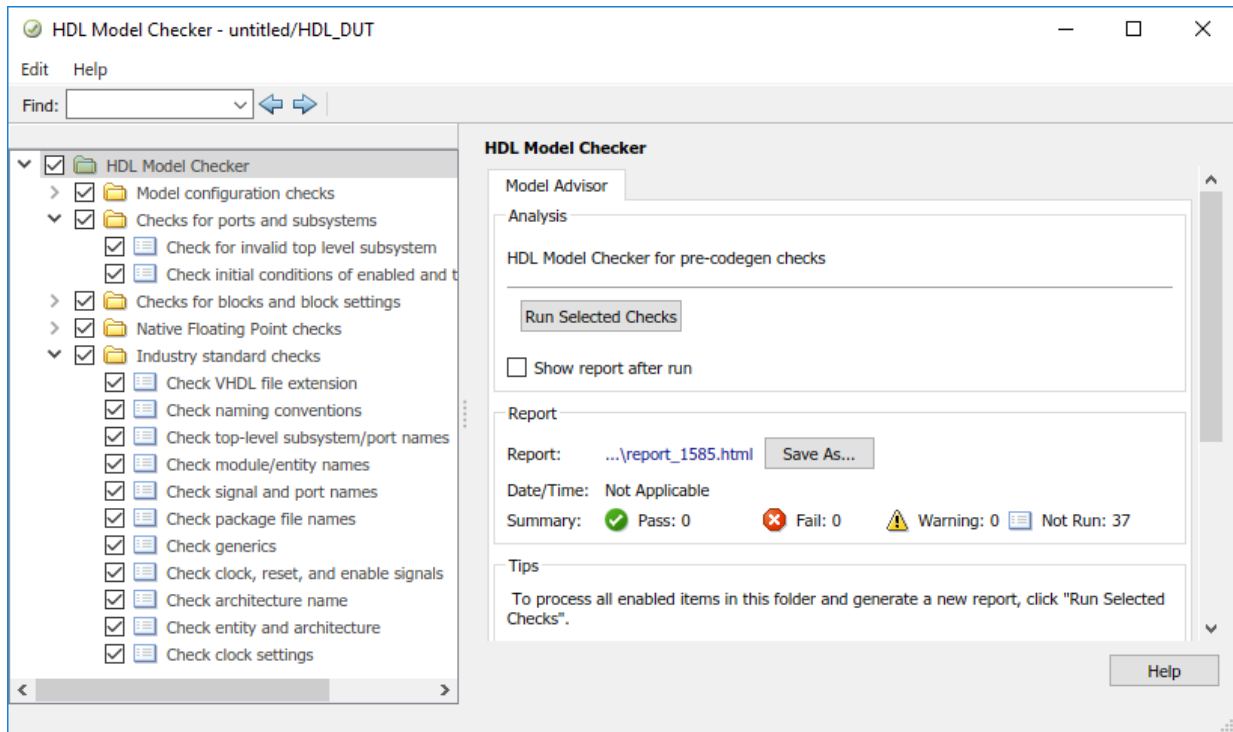 HDL Model Checker - untitled/HDL_DUT
Edit Help
Find:
HDL Model Checker
Model configuration checks
Checks for ports and subsystems
Check for invalid top level subsystem
Check initial conditions of enabled and t
Checks for blocks and block settings
Native Floating Point checks
Industry standard checks
Check VHDL file extension
Check naming conventions
Check top-level subsystem/port names
Check module/entity names
Check signal and port names
Check package file names
Check generics
Check clock, reset, and enable signals
Check architecture name
Check entity and architecture
Check clock settings
HDL Model Checker
Model Advisor
Analysis
HDL Model Checker for pre-codegen checks
Run Selected Checks
Show report after run
Report
Report: ...\report_1585.html Save As...
Date/Time: Not Applicable
Summary: Pass: 0 Fail: 0 Warning: 0 Not Run: 37
Tips
To process all enabled items in this folder and generate a new report, click "Run Selected
Checks".
Help